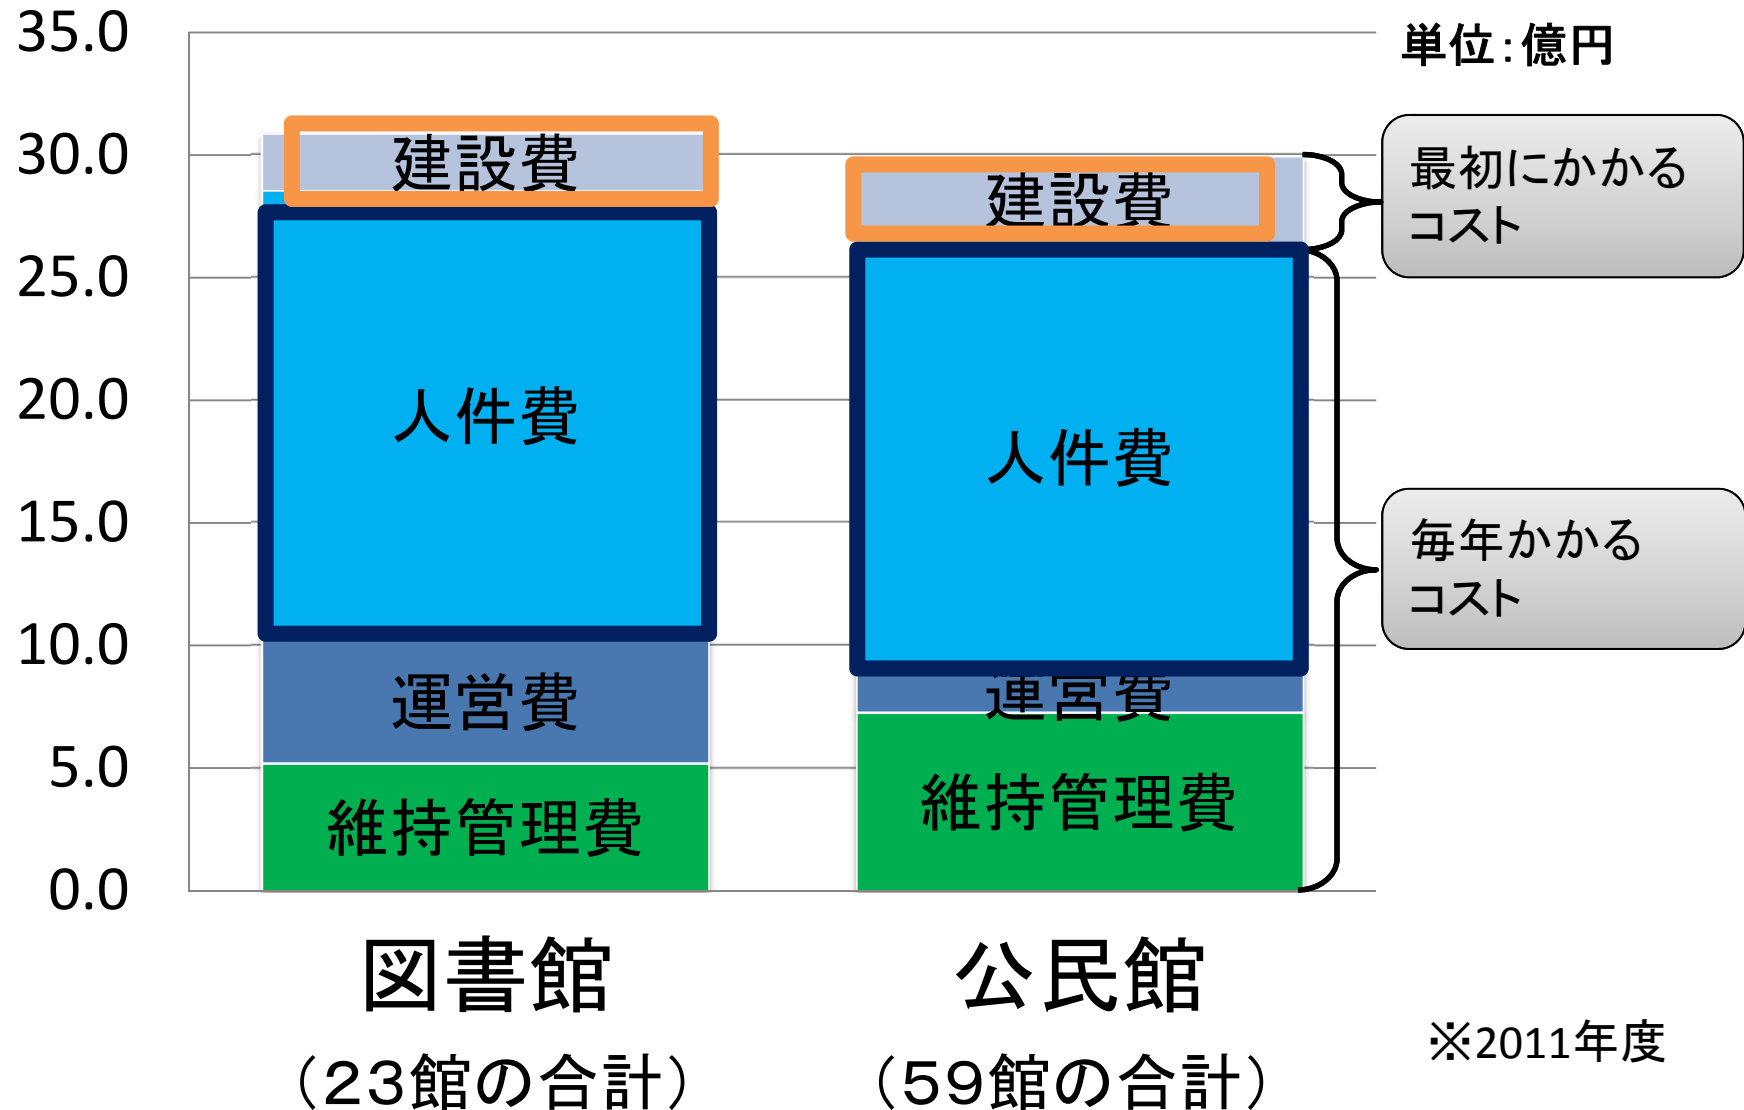 35.0
30.0
25.0
20.0
15.0
10.0
5.0
0.0
単位：億円
建設費
人件費
運営費
維持管理費
建設費
人件費
運営費
維持管理費
最初にかかる
コスト
毎年かかる
コスト
図書館
（23館の合計）
公民館
（59館の合計）
※2011年度